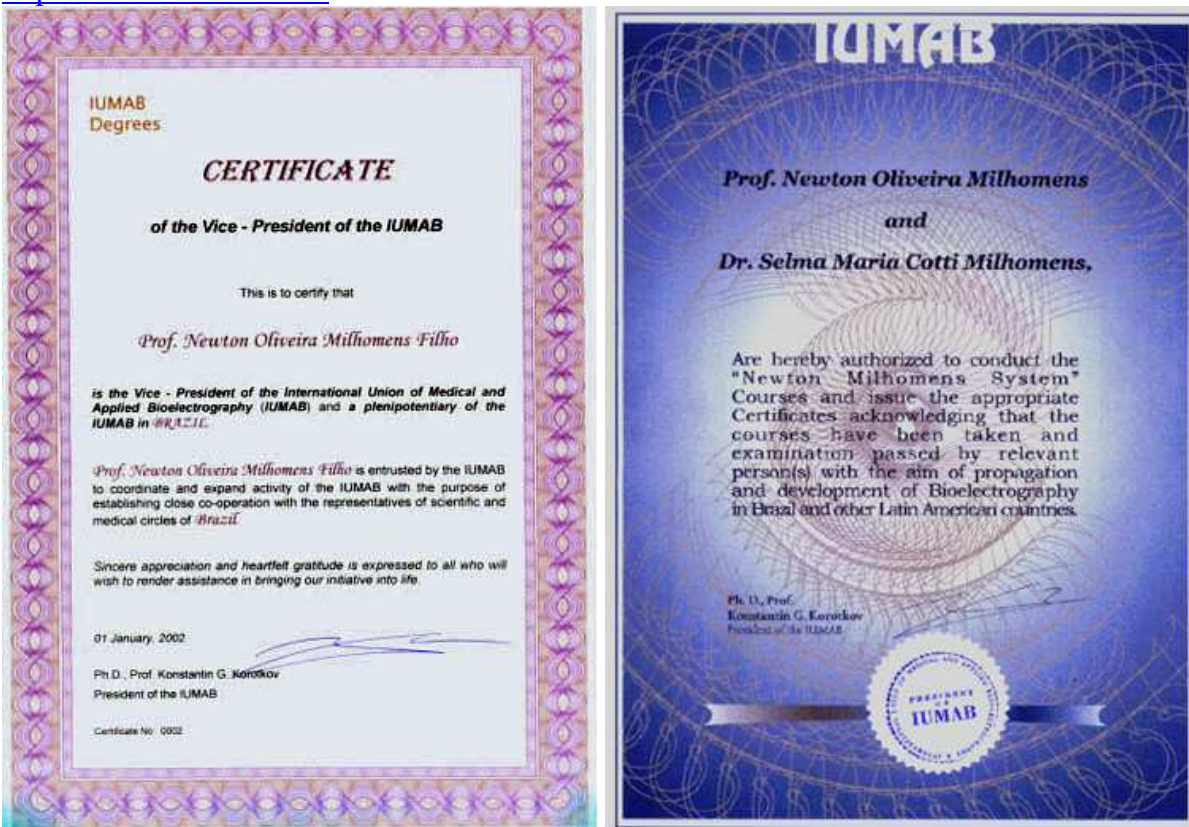 IUMAB
Degrees
CERTIFICATE
of the Vice - President of the IUMAB
This is to certify that
Prof. Newton Oliveira Milhomens Filho
is the Vice - President of the International Union of Medical and
Applied Bioelectrography (IUMAB) and a plenipotentiary of the
IUMAB in BRAZIL.
Prof. Newton Oliveira Milhomens Filho is entrusted by the IUMAB
to coordinate and expand activity of the IUMAB with the purpose of
establishing close co-operation with the representatives of scientific and
medical circles of Brazil
Sincere appreciation and heartfelt gratitude is expressed to all who will
wish to render assistance in bringing our initiative into life.
01 January, 2002
Ph.D., Prof. Konstantin G. Korotkov
President of the IUMAB
Certificate No 0002
IUMAB
Prof. Newton Oliveira Milhomens
and
Dr. Selma Maria Cotti Milhomens,
Are hereby authorized to conduct the
"Newton Milhomens System"
Courses and issue the appropriate
Certificates acknowledging that the
courses have been taken and
examination passed by relevant
person(s) with the aim of propagation
and development of Bioelectrography
in Brazil and other Latin American countries.
Ph. D., Prof.
Konstantin G. Korotkov
President of the IUMAB
PRESIDENT
OF
IUMAB